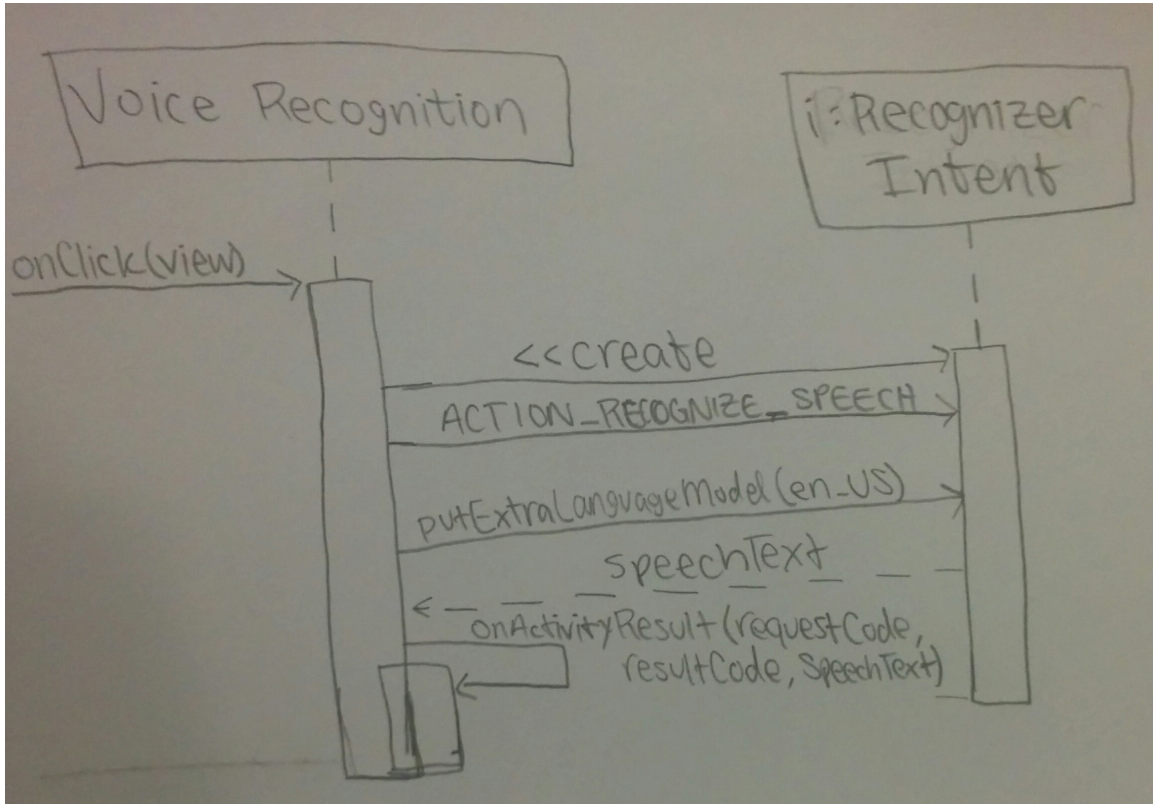 Voice Recognition
i:Recognizer
Intent
onClick(view)
<<create
ACTION_RECOGNIZE_SPEECH
putExtraLanguageModel(en_US)
speechText
onActivityResult(requestCode,
resultCode, SpeechText)